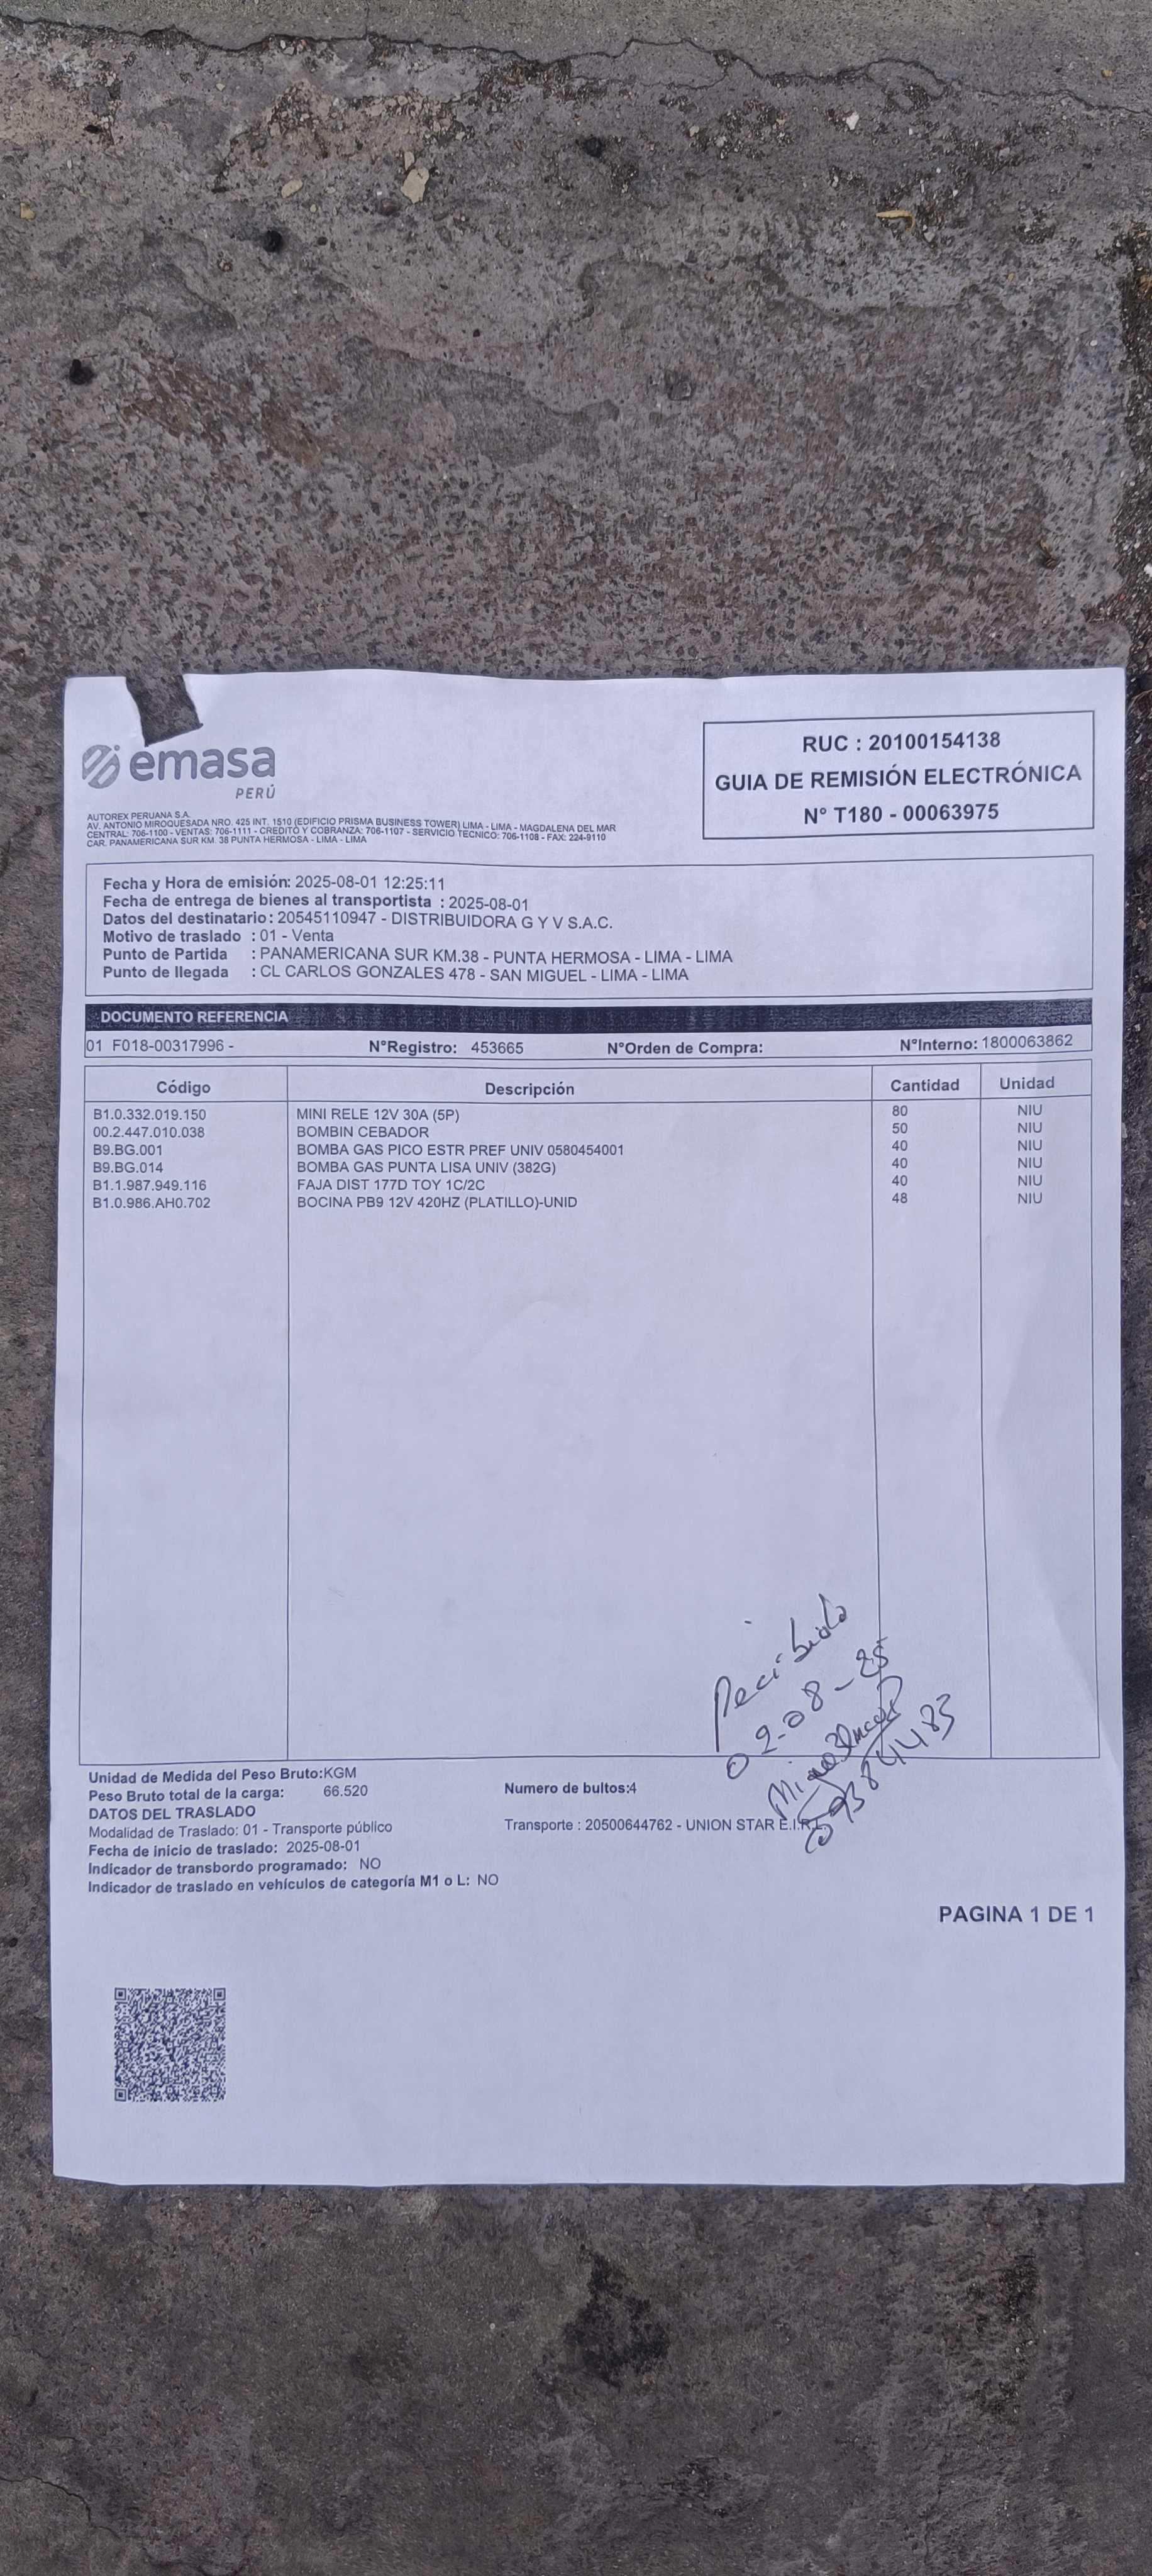 emasa
PERÚ
AUTOREX PERUANA S.A.
AV. ANTONIO MIROQUESADA NRO. 425 INT. 1510 (EDIFICIO PRISMA BUSINESS TOWER) LIMA - LIMA - MAGDALENA DEL MAR
CENTRAL: 706-1100 - VENTAS: 706-1111 - CREDITO Y COBRANZA: 706-1107 - SERVICIO TECNICO: 706-1108 - FAX: 224-9110
CAR. PANAMERICANA SUR KM. 38 PUNTA HERMOSA - LIMA - LIMA
RUC : 20100154138
GUIA DE REMISIÓN ELECTRÓNICA
N° T180 - 00063975
Fecha y Hora de emisión: 2025-08-01 12:25:11
Fecha de entrega de bienes al transportista : 2025-08-01
Datos del destinatario: 20545110947 - DISTRIBUIDORA G Y V S.A.C.
Motivo de traslado : 01 - Venta
Punto de Partida : PANAMERICANA SUR KM.38 - PUNTA HERMOSA - LIMA - LIMA
Punto de llegada : CL CARLOS GONZALES 478 - SAN MIGUEL - LIMA - LIMA
DOCUMENTO REFERENCIA
01 F018-00317996 - N°Registro: 453665 N°Orden de Compra: N°Interno: 1800063862
Código Descripción Cantidad Unidad
B1.0.332.019.150 MINI RELE 12V 30A (5P) 80 NIU
00.2.447.010.038 BOMBIN CEBADOR 50 NIU
B9.BG.001 BOMBA GAS PICO ESTR PREF UNIV 0580454001 40 NIU
B9.BG.014 BOMBA GAS PUNTA LISA UNIV (382G) 40 NIU
B1.1.987.949.116 FAJA DIST 177D TOY 1C/2C 40 NIU
B1.0.986.AH0.702 BOCINA PB9 12V 420HZ (PLATILLO)-UNID 48 NIU
Recibido
02-08-25
Unidad de Medida del Peso Bruto:KGM
Peso Bruto total de la carga: 66.520 Numero de bultos:4
DATOS DEL TRASLADO
Modalidad de Traslado: 01 - Transporte público Transporte : 20500644762 - UNION STAR E.I.R.L.
Fecha de inicio de traslado: 2025-08-01
Indicador de transbordo programado: NO
Indicador de traslado en vehículos de categoría M1 o L: NO
PAGINA 1 DE 1